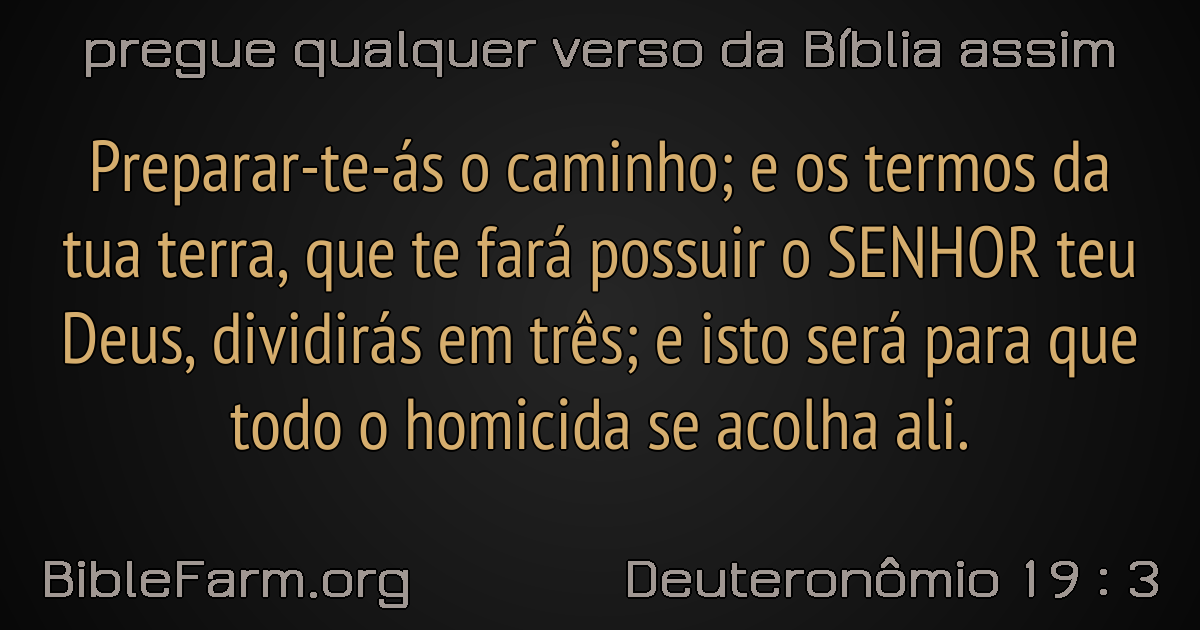 pregue qualquer verso da Bíblia assim
Preparar-te-ás o caminho; e os termos da
tua terra, que te fará possuir o SENHOR teu
Deus, dividirás em três; e isto será para que
todo o homicida se acolha ali.
BibleFarm.org
Deuteronômio 19 : 3